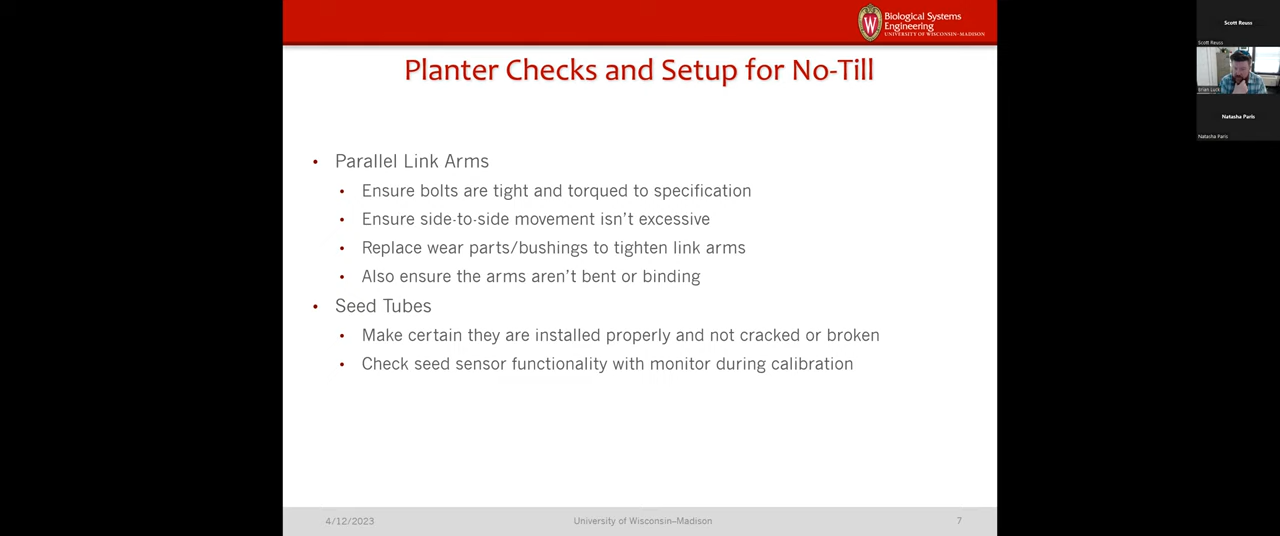 Biological Systems
Engineering
UNIVERSITY OF WISCONSIN-MADISON
Planter Checks and Setup for No-Till
• Parallel Link Arms
• Ensure bolts are tight and torqued to specification
• Ensure side-to-side movement isn't excessive
• Replace wear parts/bushings to tighten link arms
• Also ensure the arms aren't bent or binding
• Seed Tubes
• Make certain they are installed properly and not cracked or broken
• Check seed sensor functionality with monitor during calibration
4/12/2023
University of Wisconsin–Madison
7
Scott Reuss
Scott Reuss
Brian Luck
Natasha Paris
Natasha Paris